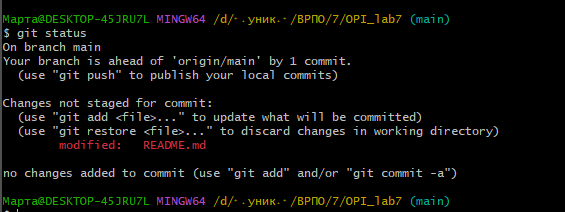 Марта@DESKTOP-45JRU7L MINGW64 /d/··.уник.··/ВРПО/7/OPI_lab7 (main)
$ git status
On branch main
Your branch is ahead of 'origin/main' by 1 commit.
  (use "git push" to publish your local commits)

Changes not staged for commit:
  (use "git add <file>..." to update what will be committed)
  (use "git restore <file>..." to discard changes in working directory)
        modified:   README.md

no changes added to commit (use "git add" and/or "git commit -a")

Марта@DESKTOP-45JRU7L MINGW64 /d/··.уник.··/ВРПО/7/OPI_lab7 (main)